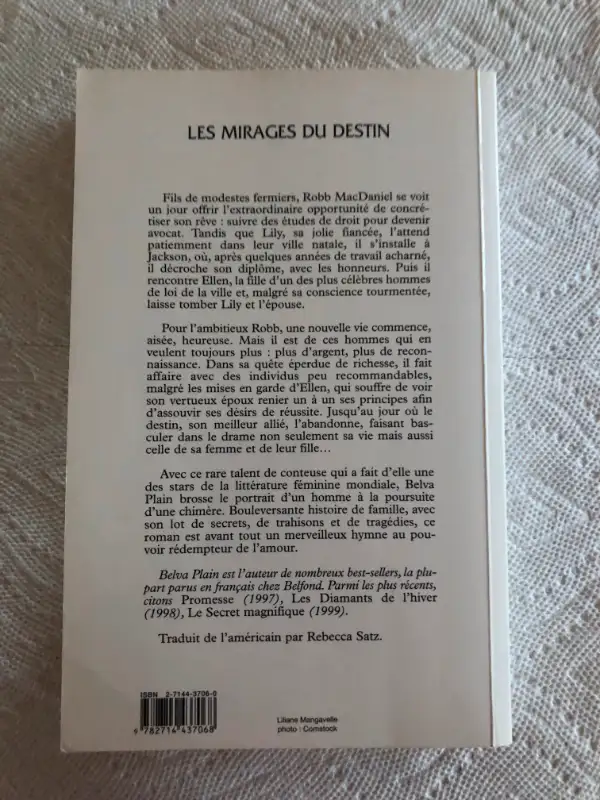 LES MIRAGES DU DESTIN
Fils de modestes fermiers, Robb MacDaniel se voit
un jour offrir l'extraordinaire opportunité de concré-
tiser son rêve : suivre des études de droit pour devenir
avocat. Tandis que Lily, sa jolie fiancée, l'attend
patiemment dans leur ville natale, il s'installe à
Jackson, où, après quelques années de travail acharné,
il décroche son diplôme, avec les honneurs. Puis il
rencontre Ellen, la fille d'un des plus célèbres hommes
de loi de la ville et, malgré sa conscience tourmentée,
laisse tomber Lily et l'épouse.
Pour l'ambitieux Robb, une nouvelle vie commence,
aisée, heureuse. Mais il est de ces hommes qui en
veulent toujours plus : plus d'argent, plus de recon-
naissance. Dans sa quête éperdue de richesse, il fait
affaire avec des individus peu recommandables,
malgré les mises en garde d'Ellen, qui souffre de voir
son vertueux époux renier un à un ses principes afin
d'assouvir ses désirs de réussite. Jusqu'au jour où le
destin, son meilleur allié, l'abandonne, faisant bas-
culer dans le drame non seulement sa vie mais aussi
celle de sa femme et de leur fille...
Avec ce rare talent de conteuse qui a fait d'elle une
des stars de la littérature féminine mondiale, Belva
Plain brosse le portrait d'un homme à la poursuite
d'une chimère. Bouleversante histoire de famille, avec
son lot de secrets, de trahisons et de tragédies, ce
roman est avant tout un merveilleux hymne au pou-
voir rédempteur de l'amour.
Belva Plain est l'auteur de nombreux best-sellers, la plu-
part parus en français chez Belfond. Parmi les plus récents,
citons Promesse (1997), Les Diamants de l'hiver
(1998), Le Secret magnifique (1999).
Traduit de l'américain par Rebecca Satz.
ISBN 2-7144-3706-0
9 782714 437068
Liliane Mangavelle
photo : Comstock